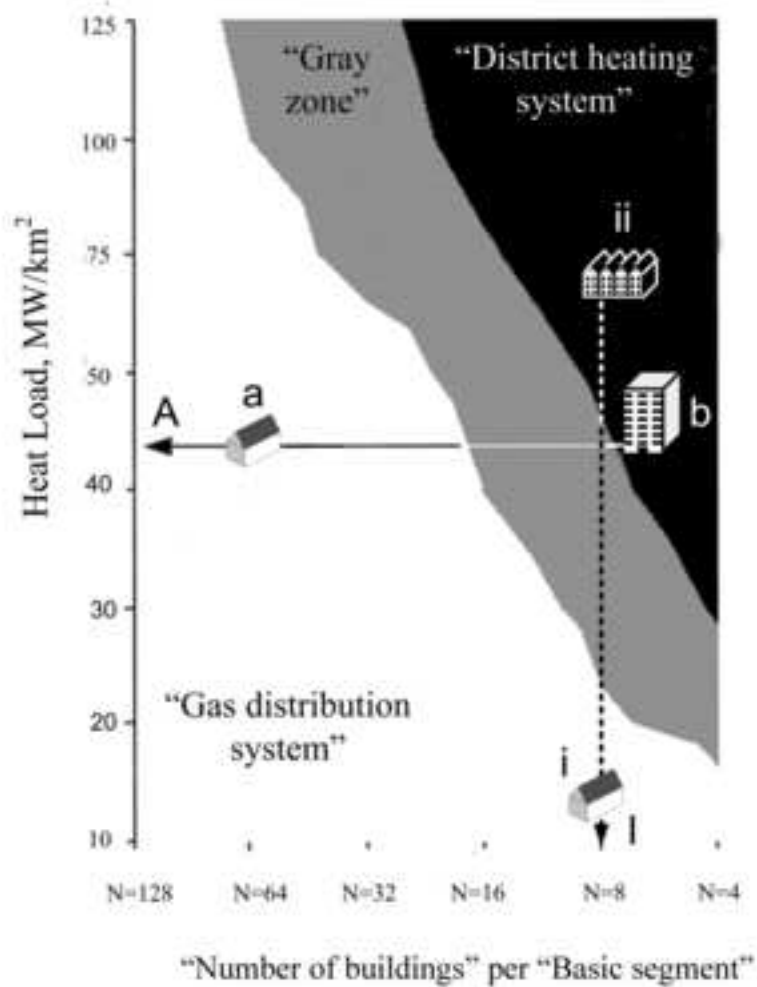 125
“Gray
zone”
“District heating
system”
100
ii
75
Heat Load, MW/km²
50
A
a
b
40
30
“Gas distribution
system”
20
i
I
10
N=128
N=64
N=32
N=16
N=8
N=4
“Number of buildings” per “Basic segment”